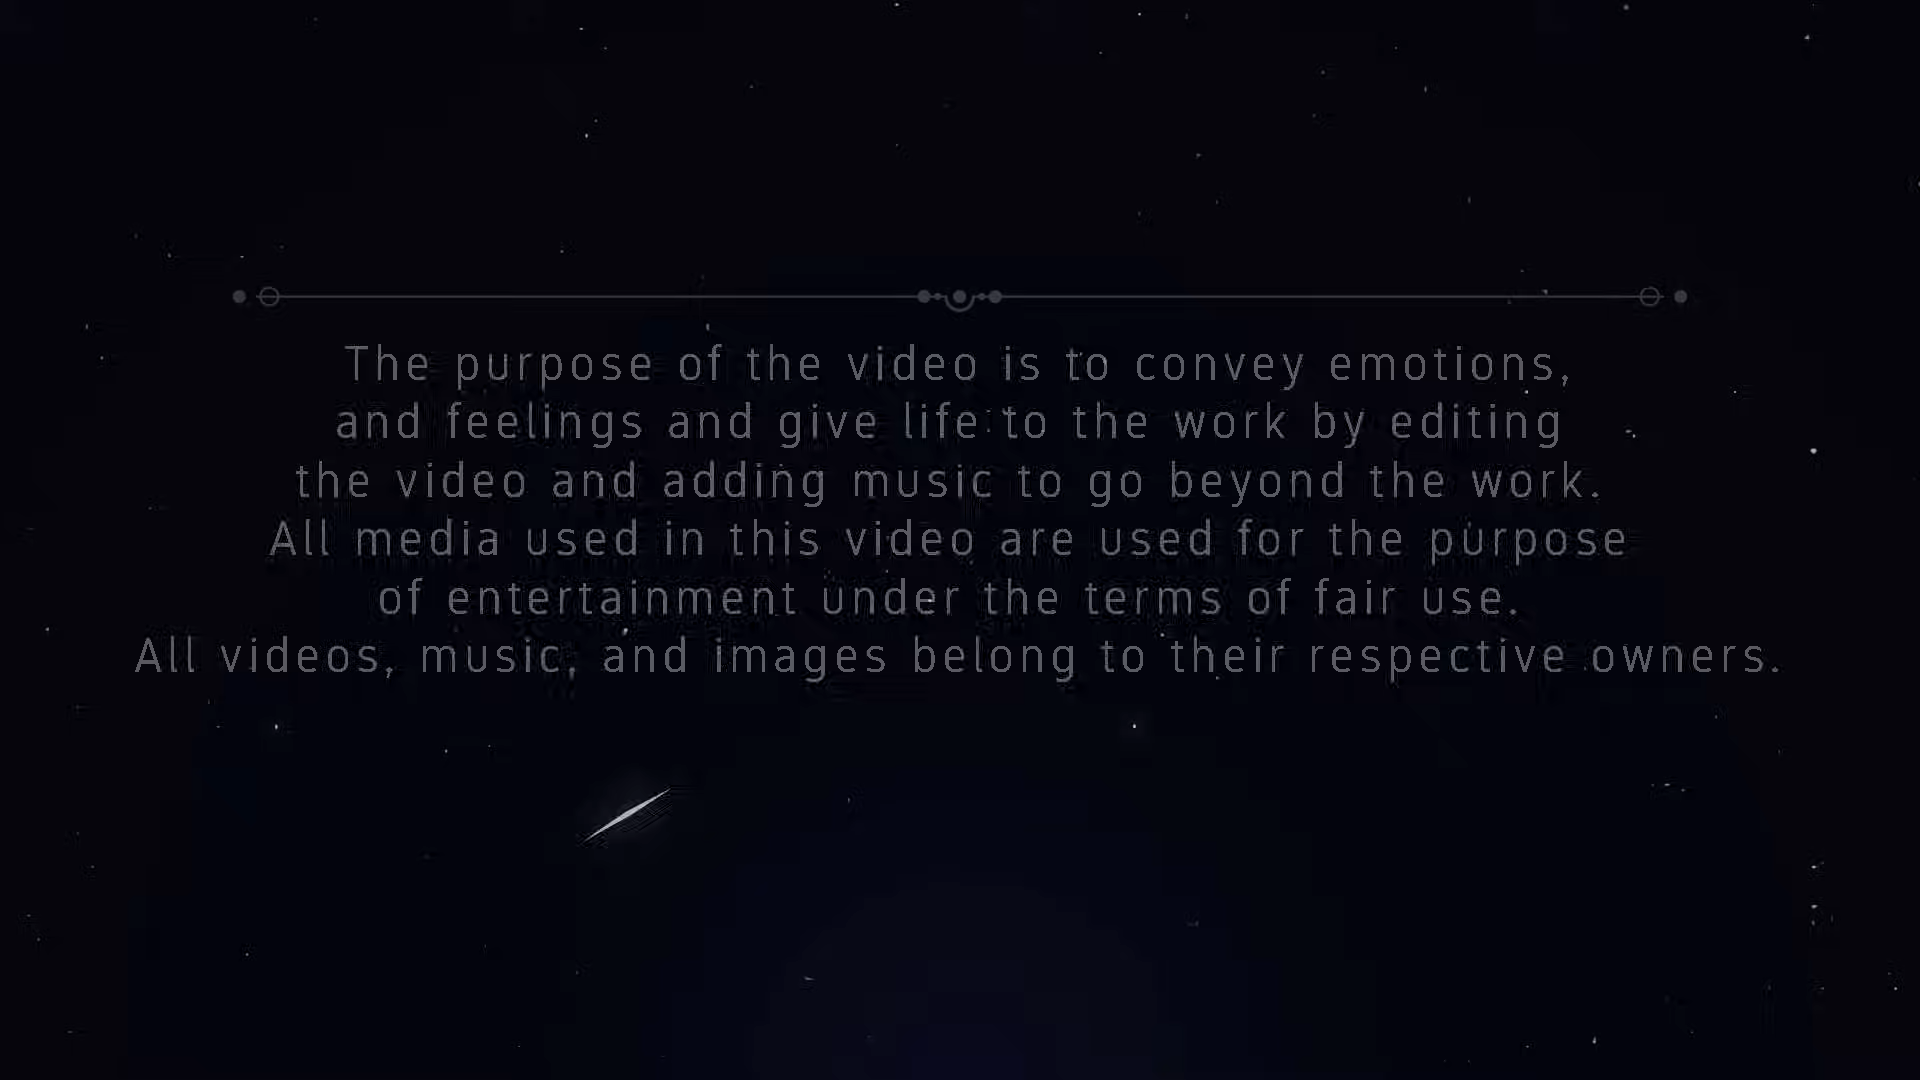 The purpose of the video is to convey emotions,
and feelings and give life to the work by editing
the video and adding music to go beyond the work.
All media used in this video are used for the purpose
of entertainment under the terms of fair use.
All videos, music, and images belong to their respective owners.